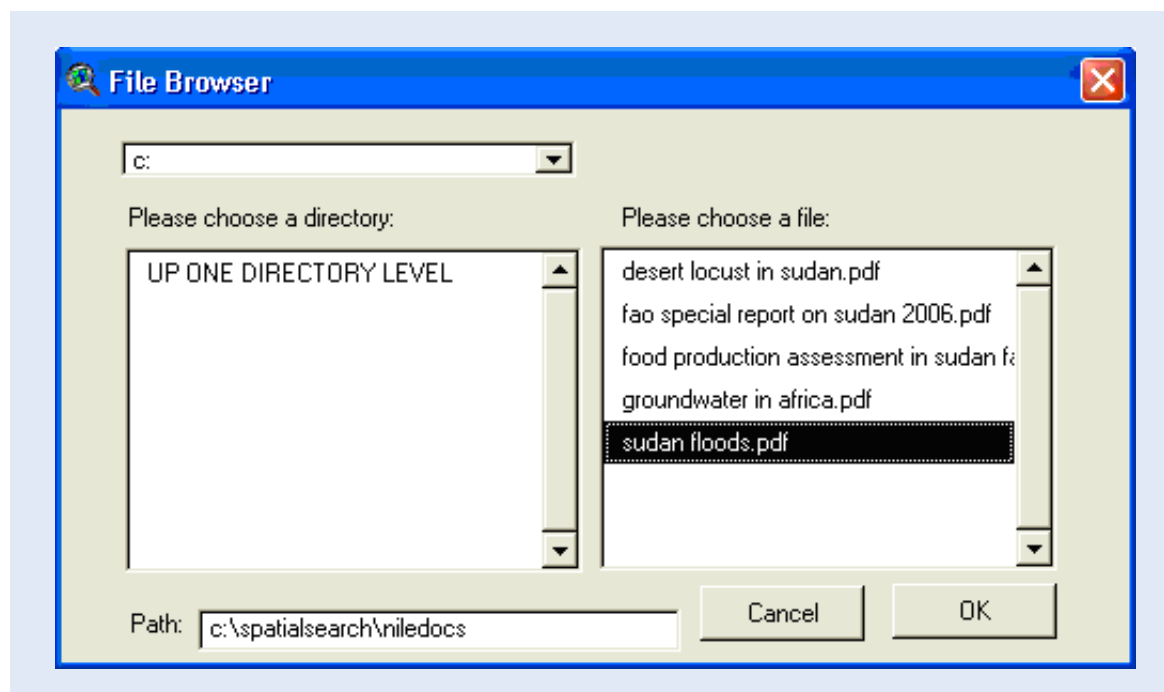 File Browser
c:
Please choose a directory:
UP ONE DIRECTORY LEVEL
Please choose a file:
desert locust in sudan.pdf
fao special report on sudan 2006.pdf
food production assessment in sudan fa
groundwater in africa.pdf
sudan floods.pdf
Path: c:\spatialsearch\niledocs
Cancel
OK